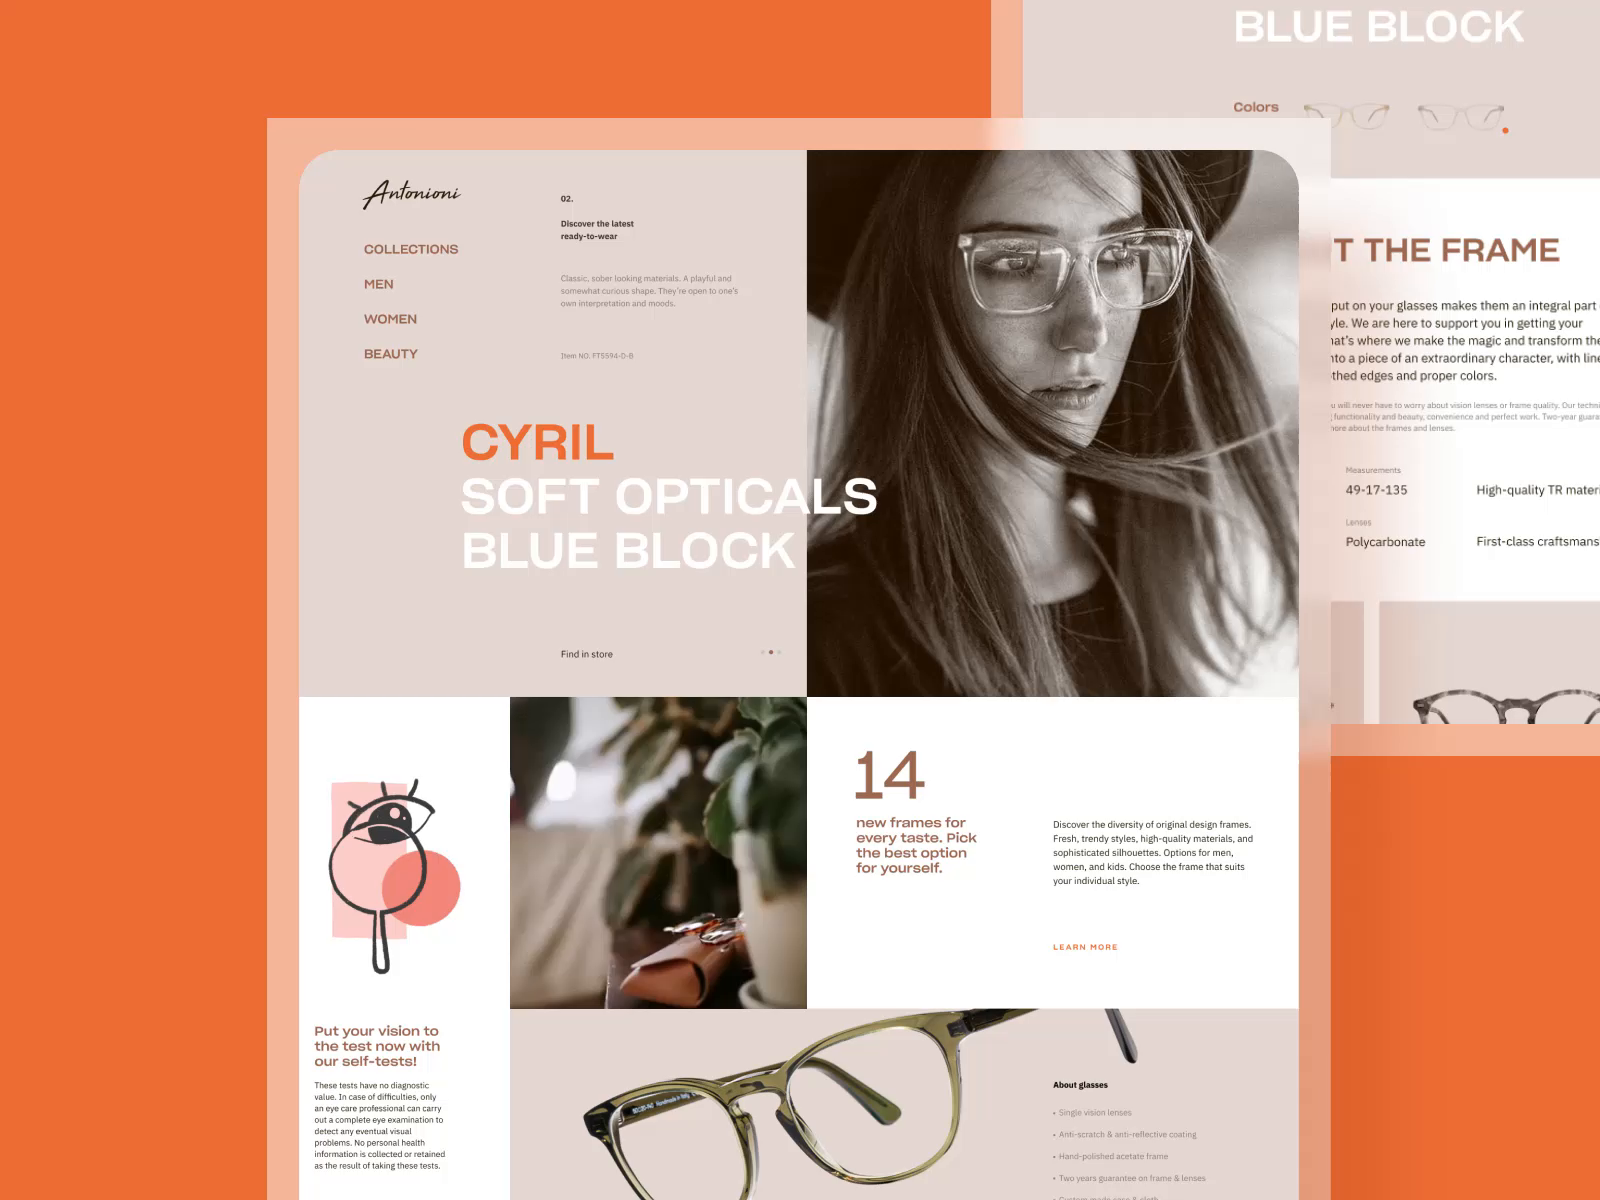 BLUE BLOCK
Colors
Antonioni
COLLECTIONS
MEN
WOMEN
BEAUTY
02.
Discover the latest
ready-to-wear
Classic, sober looking materials. A playful and
somewhat curious shape. They're open to one's
own interpretation and moods.
Item NO. FT5594-D-B
CYRIL
SOFT OPTICALS
BLUE BLOCK
Find in store
T THE FRAME
put on your glasses makes them an integral part
yle. We are here to support you in getting your
hat's where we make the magic and transform the
nto a piece of an extraordinary character, with line
thed edges and proper colors.
u will never have to worry about vision lenses or frame quality. Our techni
functionality and beauty, convenience and perfect work. Two-year guara
more about the frames and lenses.
Measurements
49-17-135
High-quality TR materi
Lenses
Polycarbonate
First-class craftsmans
14
new frames for
every taste. Pick
the best option
for yourself.
Discover the diversity of original design frames.
Fresh, trendy styles, high-quality materials, and
sophisticated silhouettes. Options for men,
women, and kids. Choose the frame that suits
your individual style.
LEARN MORE
Put your vision to
the test now with
our self-tests!
These tests have no diagnostic
value. In case of difficulties, only
an eye care professional can carry
out a complete eye examination to
detect any eventual visual
problems. No personal health
information is collected or retained
as the result of taking these tests.
Handmade in Italy
About glasses
• Single vision lenses
• Anti-scratch & anti-reflective coating
• Hand-polished acetate frame
• Two years guarantee on frame & lenses
• Custom made case & cloth